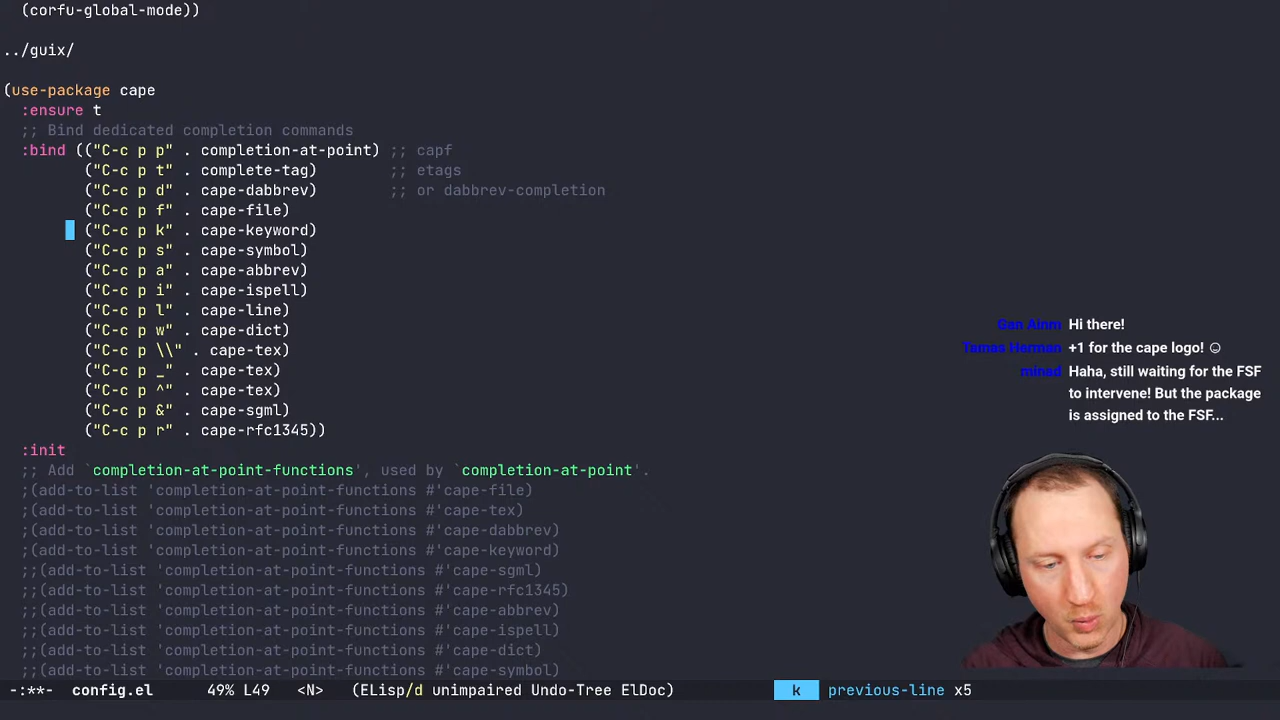 (corfu-global-mode))
../guix/
(use-package cape
:ensure t
;; Bind dedicated completion commands
:bind (("C-c p p" . completion-at-point) ;; capf
("C-c p t" . complete-tag) ;; etags
("C-c p d" . cape-dabbrev) ;; or dabbrev-completion
("C-c p f" . cape-file)
("C-c p k" . cape-keyword)
("C-c p s" . cape-symbol)
("C-c p a" . cape-abbrev)
("C-c p i" . cape-ispell)
("C-c p l" . cape-line)
("C-c p w" . cape-dict)
("C-c p \\" . cape-tex)
("C-c p _" . cape-tex)
("C-c p ^" . cape-tex)
("C-c p &" . cape-sgml)
("C-c p r" . cape-rfc1345))
:init
;; Add `completion-at-point-functions', used by `completion-at-point'.
;(add-to-list 'completion-at-point-functions #'cape-file)
;(add-to-list 'completion-at-point-functions #'cape-tex)
;(add-to-list 'completion-at-point-functions #'cape-dabbrev)
;(add-to-list 'completion-at-point-functions #'cape-keyword)
;;(add-to-list 'completion-at-point-functions #'cape-sgml)
;;(add-to-list 'completion-at-point-functions #'cape-rfc1345)
;;(add-to-list 'completion-at-point-functions #'cape-abbrev)
;;(add-to-list 'completion-at-point-functions #'cape-ispell)
;;(add-to-list 'completion-at-point-functions #'cape-dict)
;;(add-to-list 'completion-at-point-functions #'cape-symbol)
Gan Ainm Hi there!
Tamas Herman +1 for the cape logo! ☺
minad Haha, still waiting for the FSF
to intervene! But the package
is assigned to the FSF...
-:**- config.el 49% L49 <N> (ELisp/d unimpaired Undo-Tree ElDoc) k previous-line x5